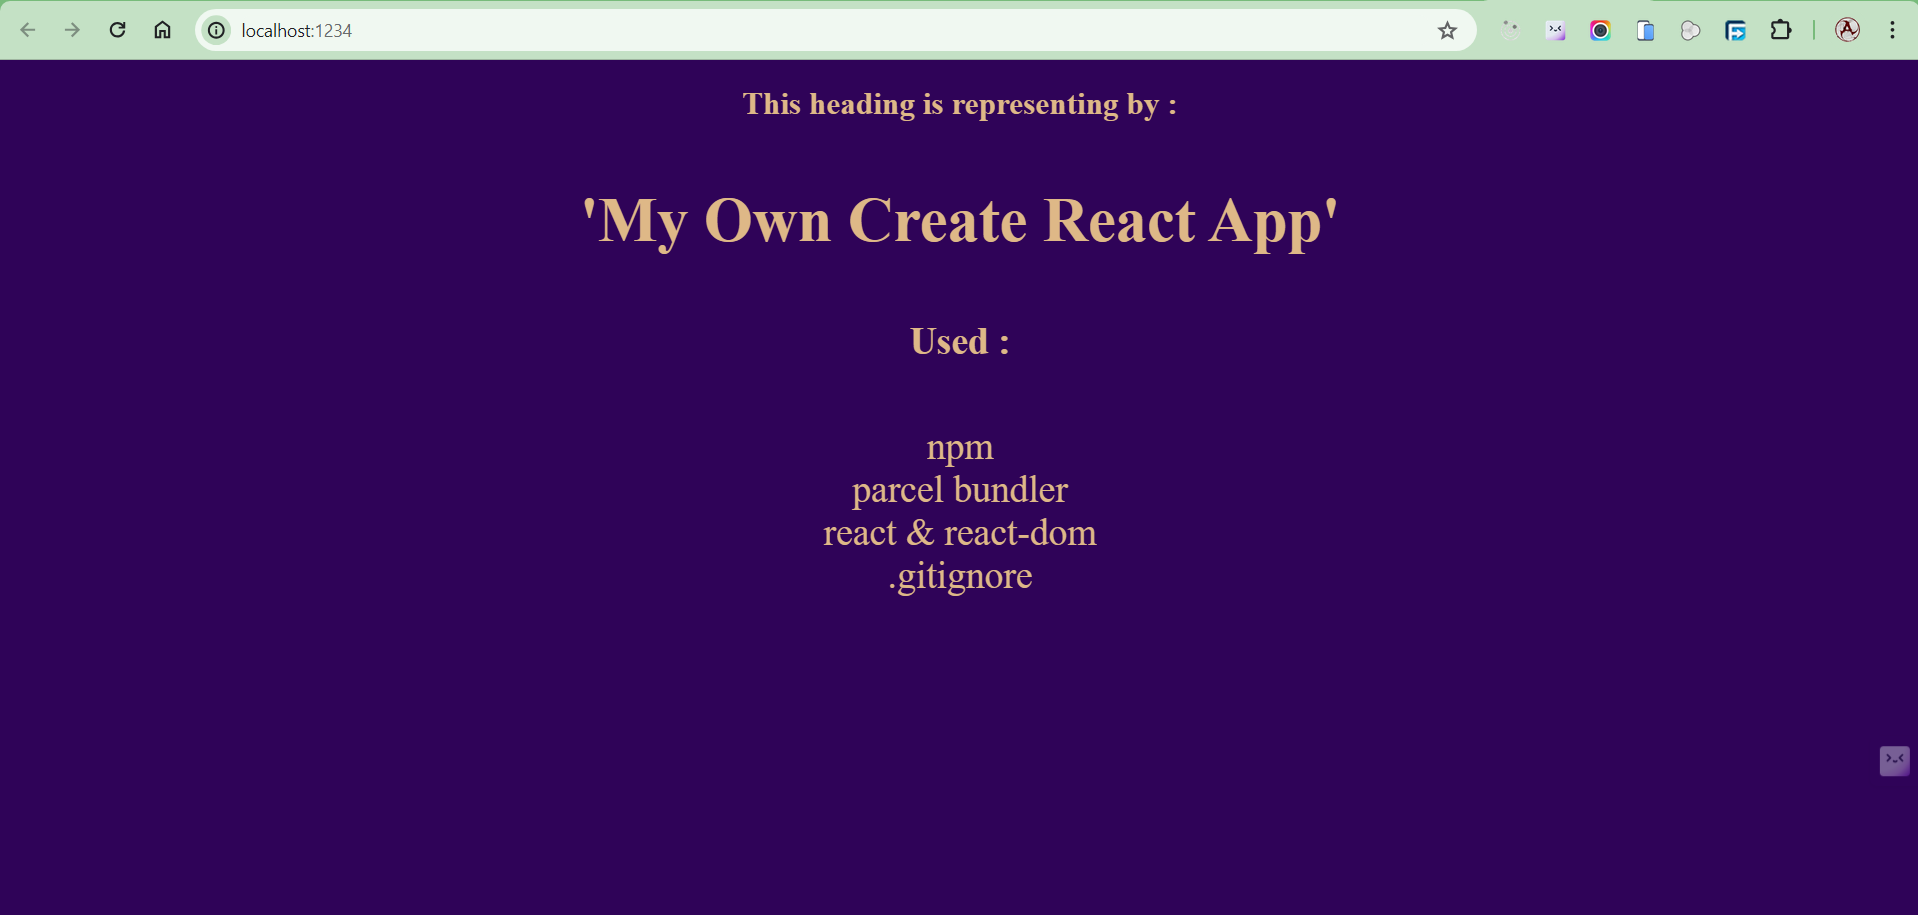 localhost:1234
This heading is representing by :
'My Own Create React App'
Used :
npm
parcel bundler
react & react-dom
.gitignore